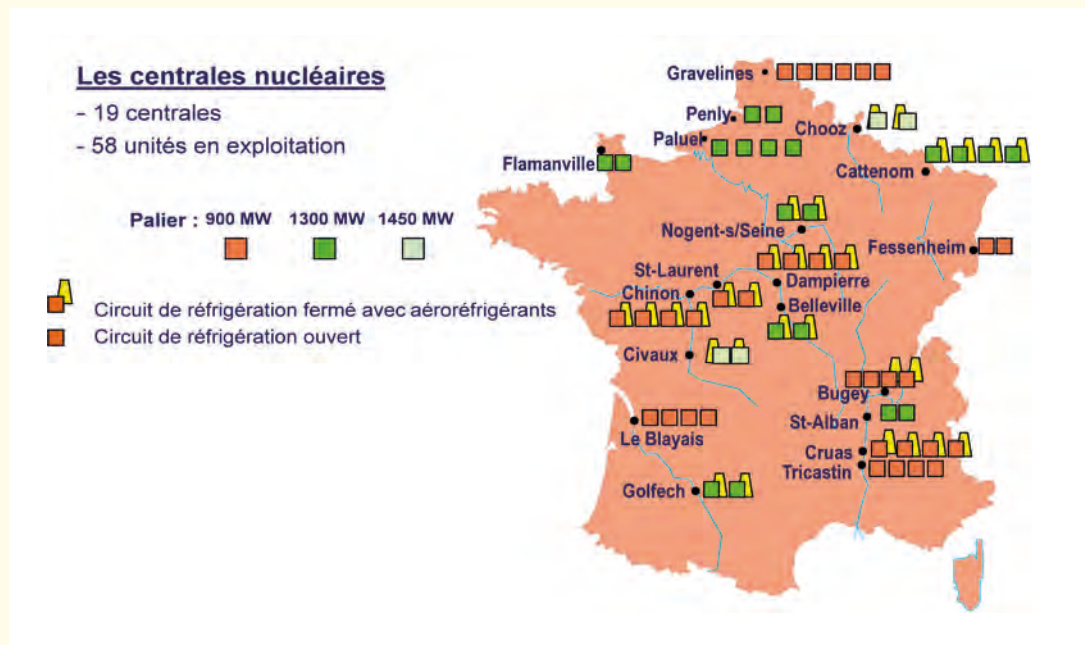 Les centrales nucléaires
- 19 centrales
- 58 unités en exploitation
Palier : 900 MW 1300 MW 1450 MW
Circuit de réfrigération fermé avec aéroréfrigérants
Circuit de réfrigération ouvert
Gravelines
Penly
Chooz
Paluel
Flamanville
Cattenom
Nogent-s/Seine
Fessenheim
St-Laurent
Dampierre
Chinon
Belleville
Civaux
Bugey
St-Alban
Le Blayais
Cruas
Tricastin
Golfech